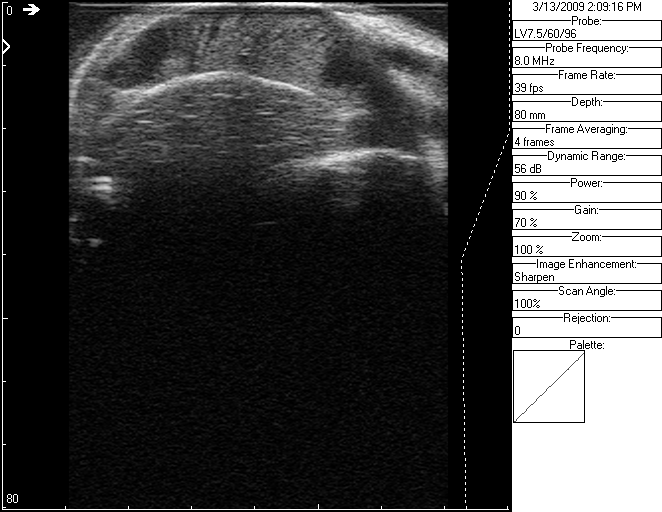 0
80
3/13/2009 2:09:16 PM
Probe:
LV7.5/60/96
Probe Frequency:
8.0 MHz
Frame Rate:
39 fps
Depth:
80 mm
Frame Averaging:
4 frames
Dynamic Range:
56 dB
Power:
90 %
Gain:
70 %
Zoom:
100 %
Image Enhancement:
Sharpen
Scan Angle:
100%
Rejection:
0
Palette: